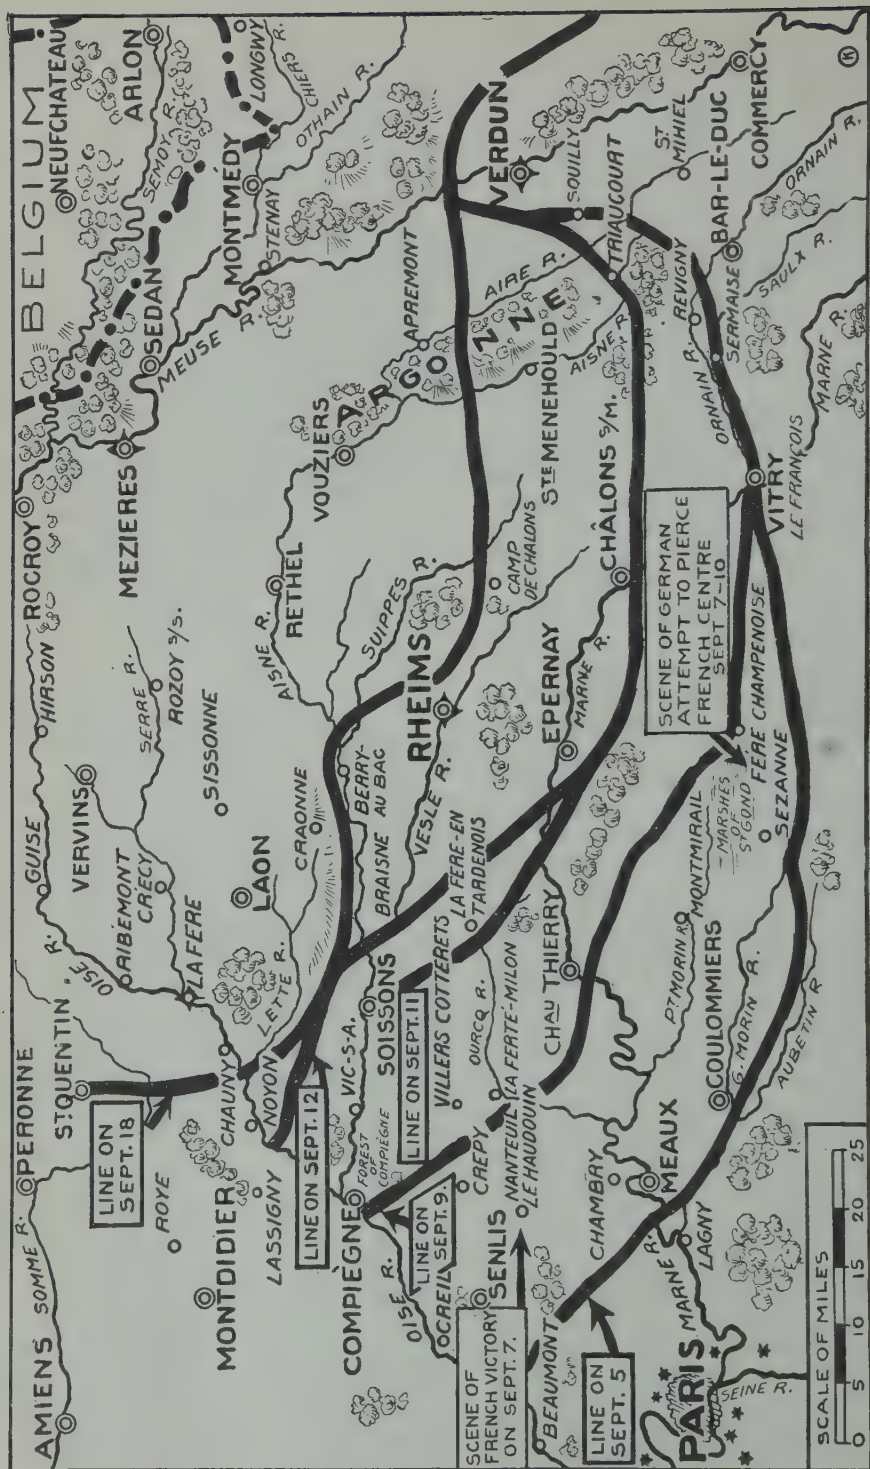 BELGIUM
NEUFCHATEAU
ARLON
LONGWY
CHIERS R.
OTHAIN R.
SEMOY R.
MONTMÉDY
STENAY
SEDAN
MEUSE R.
MEZIERES
ROCROY
HIRSON
GUISE
OISE R.
VERVINS
SERRE R.
ROZOY S/S.
SISSONNE
RIBEMONT
CRÉCY
LA FERE
LAON
CRAONNE
LETTE R.
ST QUENTIN
PERONNE
SOMME R.
AMIENS
LINE ON
SEPT. 18
ROYE
MONTDIDIER
LASSIGNY
CHAUNY
NOYON
LINE ON SEPT. 12
VIC-S-A.
FOREST
OF
COMPIÈGNE
COMPIÈGNE
SOISSONS
LINE ON SEPT. 11
LINE ON
SEPT. 9.
OISE R.
CREIL
SENLIS
CRÉPY
VILLERS COTTERETS
OURCQ R.
LA FERTÉ-MILON
NANTEUIL
LE HAUDOUIN
LA FERE-EN
TARDENOIS
BRAISNE
BERRY-
AU BAC
VESLE R.
RHEIMS
SUIPPES R.
AISNE R.
RETHEL
VOUZIERS
ARGONNE
APREMONT
AIRE R.
AISNE R.
STE MENEHOULD
VERDUN
SOUILLY
TRIAUCOURT
ST
MIHIEL
COMMERCY
BAR-LE-DUC
ORNAIN R.
REVIGNY
SERMAISE
SAULX R.
ORNAIN R.
MARNE R.
VITRY
LE FRANÇOIS
CHÂLONS S/M.
CAMP
DE CHALONS
EPERNAY
MARNE R.
SCENE OF GERMAN
ATTEMPT TO PIERCE
FRENCH CENTRE
SEPT 7-10
FÈRE CHAMPENOISE
MARSHES
OF
ST GOND
SEZANNE
MONTMIRAIL
PT MORIN R.
CHAU THIERRY
COULOMMIERS
G. MORIN R.
AUBETIN R
CHAMBRY
MEAUX
LAGNY
MARNE R.
SCENE OF
FRENCH VICTORY
ON SEPT. 7.
BEAUMONT
LINE ON
SEPT. 5
PARIS
SEINE R.
SCALE OF MILES
0 5 10 15 20 25